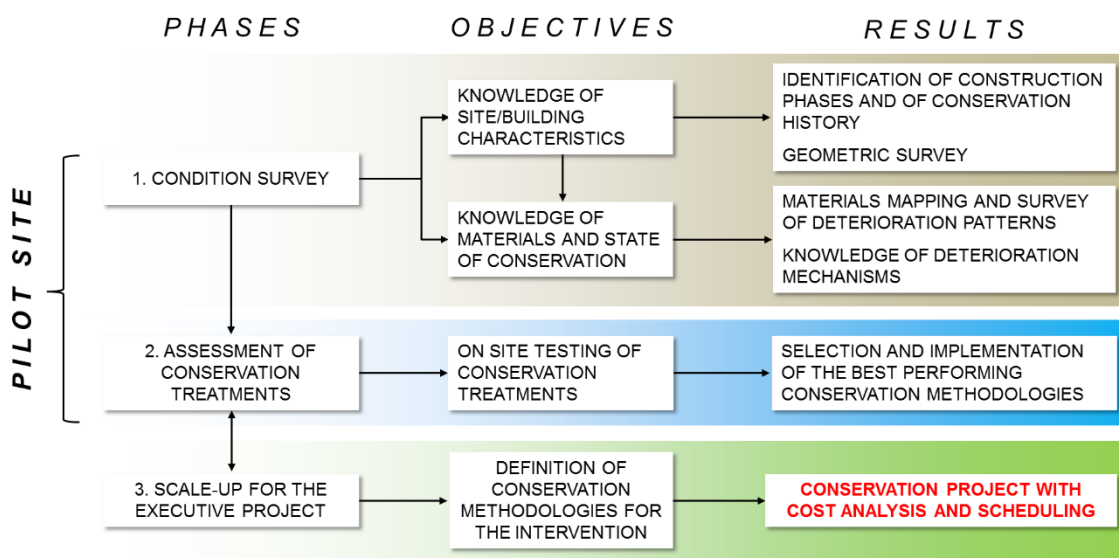 PHASES
OBJECTIVES
RESULTS
PILOT SITE
1. CONDITION SURVEY
KNOWLEDGE OF
SITE/BUILDING
CHARACTERISTICS
IDENTIFICATION OF CONSTRUCTION
PHASES AND OF CONSERVATION
HISTORY
GEOMETRIC SURVEY
KNOWLEDGE OF
MATERIALS AND STATE
OF CONSERVATION
MATERIALS MAPPING AND SURVEY
OF DETERIORATION PATTERNS
KNOWLEDGE OF DETERIORATION
MECHANISMS
2. ASSESSMENT OF
CONSERVATION
TREATMENTS
ON SITE TESTING OF
CONSERVATION
TREATMENTS
SELECTION AND IMPLEMENTATION
OF THE BEST PERFORMING
CONSERVATION METHODOLOGIES
3. SCALE-UP FOR THE
EXECUTIVE PROJECT
DEFINITION OF
CONSERVATION
METHODOLOGIES FOR
THE INTERVENTION
CONSERVATION PROJECT WITH
COST ANALYSIS AND SCHEDULING